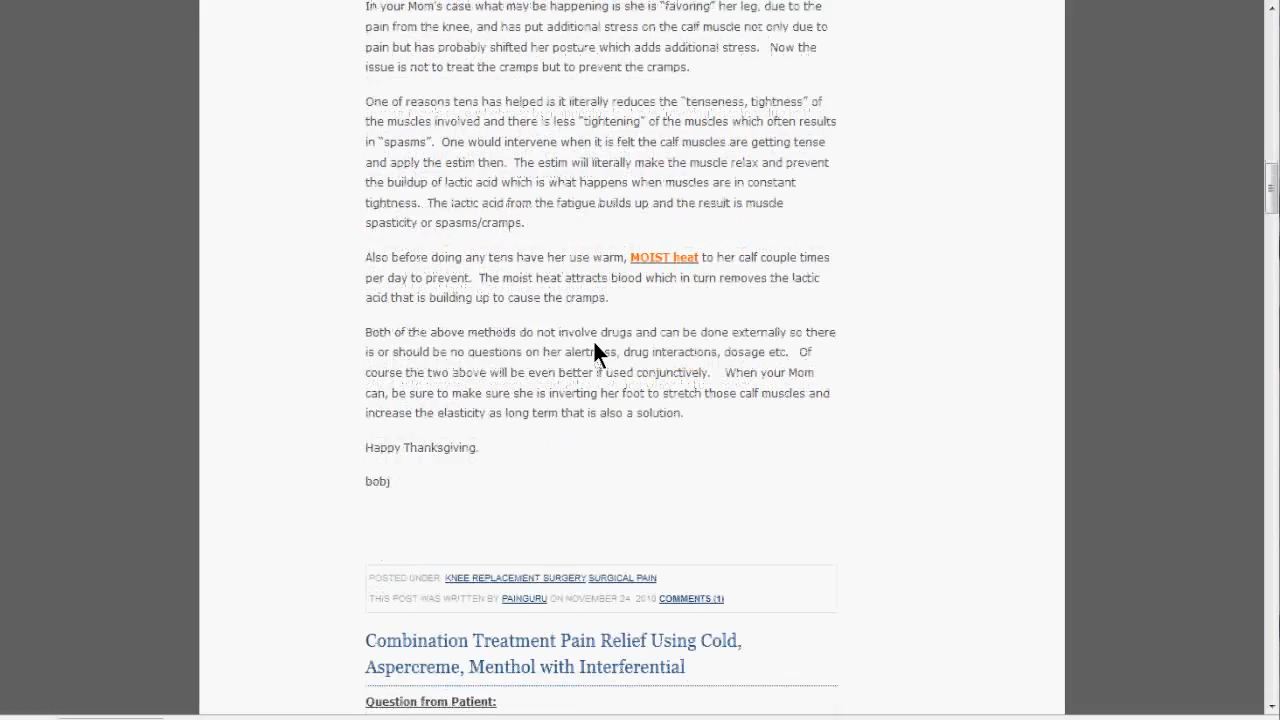 In your Mom's case what may be happening is she is "favoring" her leg, due to the
pain from the knee, and has put additional stress on the calf muscle not only due to
pain but has probably shifted her posture which adds additional stress. Now the
issue is not to treat the cramps but to prevent the cramps.
One of reasons tens has helped is it literally reduces the "tenseness, tightness" of
the muscles involved and there is less "tightening" of the muscles which often results
in "spasms". One would intervene when it is felt the calf muscles are getting tense
and apply the estim then. The estim will literally make the muscle relax and prevent
the buildup of lactic acid which is what happens when muscles are in constant
tightness. The lactic acid from the fatigue builds up and the result is muscle
spasticity or spasms/cramps.
Also before doing any tens have her use warm, MOIST heat to her calf couple times
per day to prevent. The moist heat attracts blood which in turn removes the lactic
acid that is building up to cause the cramps.
Both of the above methods do not involve drugs and can be done externally so there
is or should be no questions on her alertness, drug interactions, dosage etc. Of
course the two above will be even better if used conjunctively. When your Mom
can, be sure to make sure she is inverting her foot to stretch those calf muscles and
increase the elasticity as long term that is also a solution.
Happy Thanksgiving.
bobj
POSTED UNDER KNEE REPLACEMENT SURGERY SURGICAL PAIN
THIS POST WAS WRITTEN BY PAINGURU ON NOVEMBER 24, 2010 COMMENTS (1)
Combination Treatment Pain Relief Using Cold,
Aspercreme, Menthol with Interferential
Question from Patient: